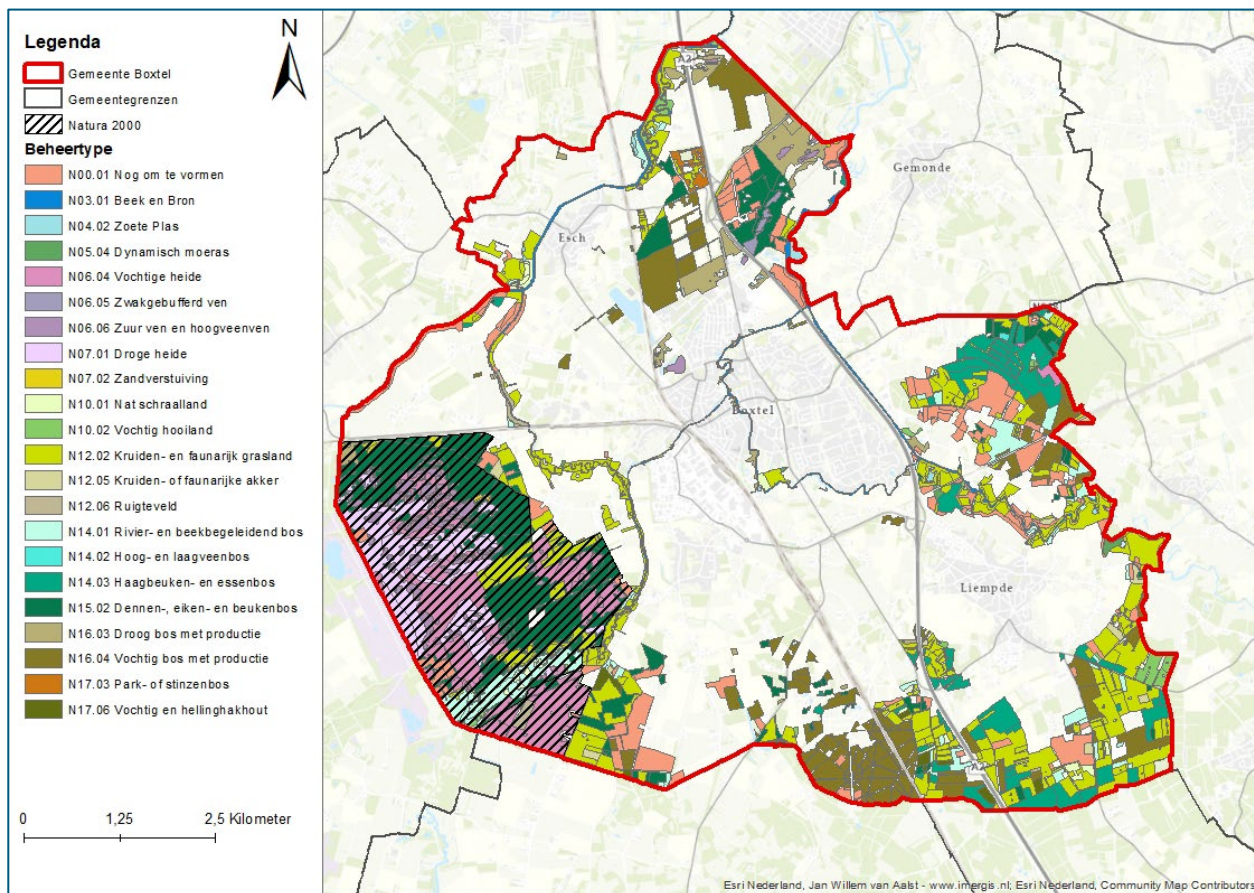 Legenda
N
Gemeente Boxtel
Gemeentegrenzen
Natura 2000
Beheertype
N00.01 Nog om te vormen
N03.01 Beek en Bron
N04.02 Zoete Plas
N05.04 Dynamisch moeras
N06.04 Vochtige heide
N06.05 Zwakgebufferd ven
N06.06 Zuur ven en hoogveenven
N07.01 Droge heide
N07.02 Zandverstuiving
N10.01 Nat schraalland
N10.02 Vochtig hooiland
N12.02 Kruiden- en faunarijk grasland
N12.05 Kruiden- of faunarijke akker
N12.06 Ruigteveld
N14.01 Rivier- en beekbegeleidend bos
N14.02 Hoog- en laagveenbos
N14.03 Haagbeuken- en essenbos
N15.02 Dennen-, eiken- en beukenbos
N16.03 Droog bos met productie
N16.04 Vochtig bos met productie
N17.03 Park- of stinzenbos
N17.06 Vochtig en hellinghakhout
0 1,25 2,5 Kilometer
A2
Gemonde
Esch
Boxtel
Liempde
A2
Esri Nederland, Jan Willem van Aalst - www.imergis.nl; Esri Nederland, Community Map Contributors